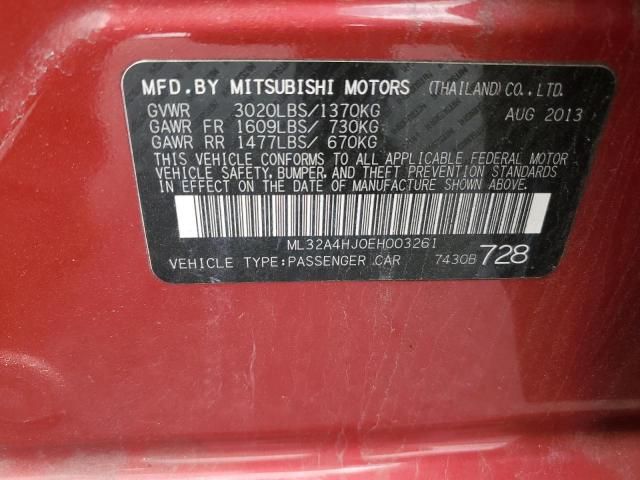 MFD.BY MITSUBISHI MOTORS (THAILAND)CO.,LTD.
GVWR 3020LBS/1370KG AUG 2013
GAWR FR 1609LBS/ 730KG
GAWR RR 1477LBS/ 670KG
THIS VEHICLE CONFORMS TO ALL APPLICABLE FEDERAL MOTOR
VEHICLE SAFETY, BUMPER, AND THEFT PREVENTION STANDARDS
IN EFFECT ON THE DATE OF MANUFACTURE SHOWN ABOVE.
ML32A4HJ0EH003261
VEHICLE TYPE:PASSENGER CAR 7430B 728